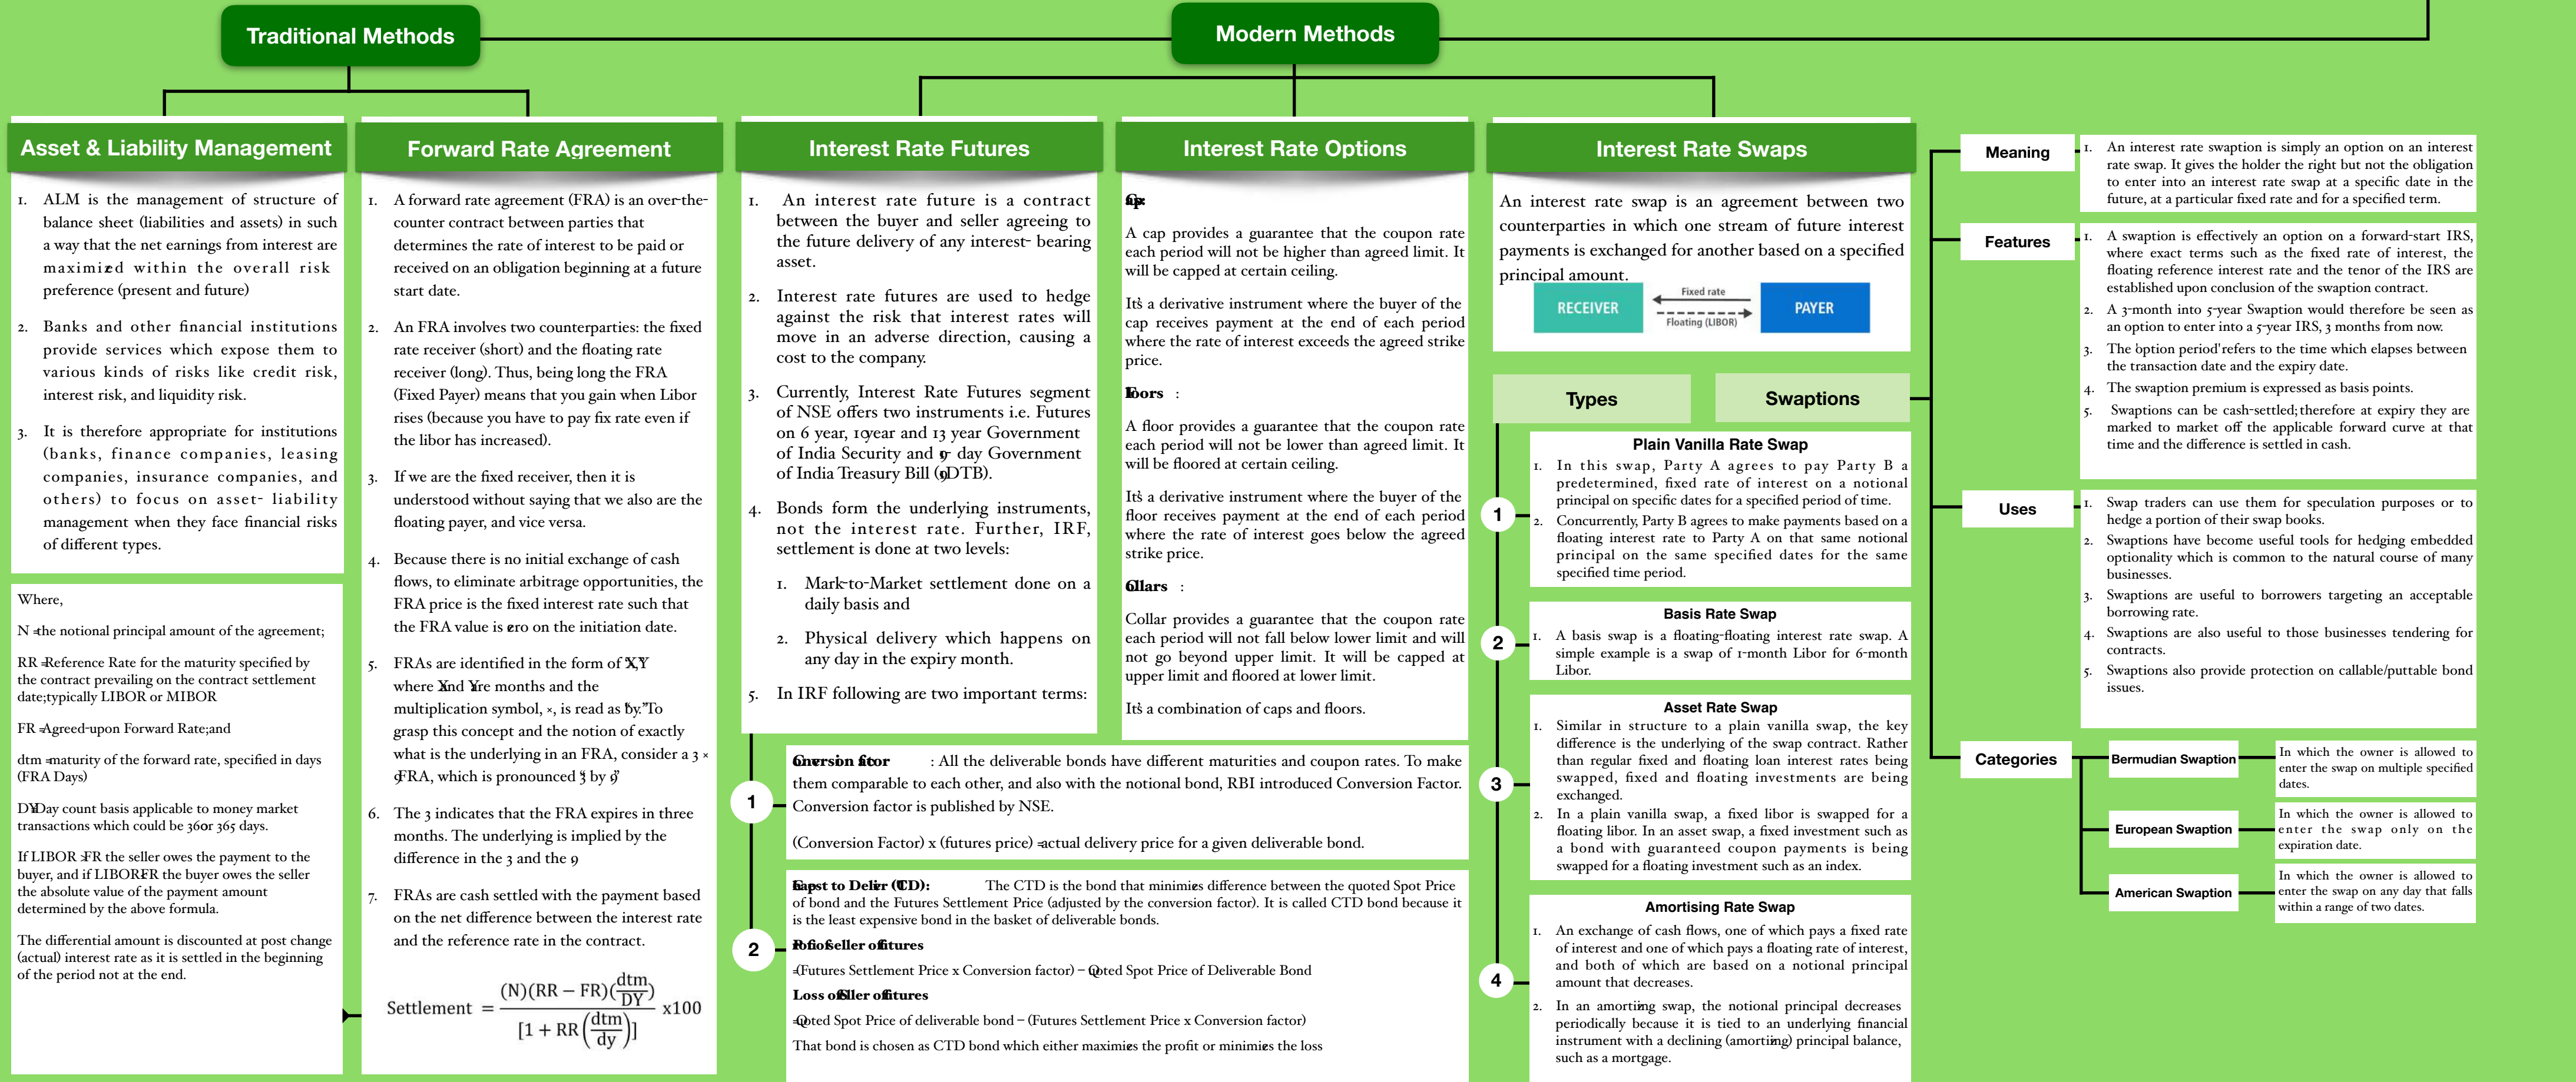 Traditional Methods
Modern Methods
Asset & Liability Management
1. ALM is the management of structure of
balance sheet (liabilities and assets) in such
a way that the net earnings from interest are
maximized within the overall risk
preference (present and future)
2. Banks and other financial institutions
provide services which expose them to
various kinds of risks like credit risk,
interest risk, and liquidity risk.
3. It is therefore appropriate for institutions
(banks, finance companies, leasing
companies, insurance companies, and
others) to focus on asset- liability
management when they face financial risks
of different types.
Where,
N =the notional principal amount of the agreement;
RR =Reference Rate for the maturity specified by
the contract prevailing on the contract settlement
date;typically LIBOR or MIBOR
FR =Agreed-upon Forward Rate;and
dtm =maturity of the forward rate, specified in days
(FRA Days)
DY=Day count basis applicable to money market
transactions which could be 360or 365 days.
If LIBOR >FR the seller owes the payment to the
buyer, and if LIBOR<FR the buyer owes the seller
the absolute value of the payment amount
determined by the above formula.
The differential amount is discounted at post change
(actual) interest rate as it is settled in the beginning
of the period not at the end.
Forward Rate Agreement
1. A forward rate agreement (FRA) is an over-the-
counter contract between parties that
determines the rate of interest to be paid or
received on an obligation beginning at a future
start date.
2. An FRA involves two counterparties: the fixed
rate receiver (short) and the floating rate
receiver (long). Thus, being long the FRA
(Fixed Payer) means that you gain when Libor
rises (because you have to pay fix rate even if
the libor has increased).
3. If we are the fixed receiver, then it is
understood without saying that we also are the
floating payer, and vice versa.
4. Because there is no initial exchange of cash
flows, to eliminate arbitrage opportunities, the
FRA price is the fixed interest rate such that
the FRA value is zero on the initiation date.
5. FRAs are identified in the form of
where and are months and the
multiplication symbol, ×, is read as "by."To
grasp this concept and the notion of exactly
what is the underlying in an FRA, consider a 3 ×
9FRA, which is pronounced "3 by 9"
6. The 3 indicates that the FRA expires in three
months. The underlying is implied by the
difference in the 3 and the 9
7. FRAs are cash settled with the payment based
on the net difference between the interest rate
and the reference rate in the contract.
Settlement = (N)(RR − FR)(dtm/DY) / [1 + RR (dtm/dy)] x100
Interest Rate Futures
1. An interest rate future is a contract
between the buyer and seller agreeing to
the future delivery of any interest- bearing
asset.
2. Interest rate futures are used to hedge
against the risk that interest rates will
move in an adverse direction, causing a
cost to the company.
3. Currently, Interest Rate Futures segment
of NSE offers two instruments i.e. Futures
on 6 year, 10year and 13 year Government
of India Security and day Government
of India Treasury Bill
4. Bonds form the underlying instruments,
not the interest rate. Further, IRF,
settlement is done at two levels:
1. Mark-to-Market settlement done on a
daily basis and
2. Physical delivery which happens on
any day in the expiry month.
5. In IRF following are two important terms:
1
Conversion factor : All the deliverable bonds have different maturities and coupon rates. To make
them comparable to each other, and also with the notional bond, RBI introduced Conversion Factor.
Conversion factor is published by NSE.
(Conversion Factor) x (futures price) =actual delivery price for a given deliverable bond.
2
Cheapest to Deliver (CTD): The CTD is the bond that minimizes difference between the quoted Spot Price
of bond and the Futures Settlement Price (adjusted by the conversion factor). It is called CTD bond because it
is the least expensive bond in the basket of deliverable bonds.
Profit of seller of futures
=(Futures Settlement Price x Conversion factor) – Quoted Spot Price of Deliverable Bond
Loss of Seller of futures
=Quoted Spot Price of deliverable bond – (Futures Settlement Price x Conversion factor)
That bond is chosen as CTD bond which either maximizes the profit or minimizes the loss
Interest Rate Options
A cap provides a guarantee that the coupon rate
each period will not be higher than agreed limit. It
will be capped at certain ceiling.
It's a derivative instrument where the buyer of the
cap receives payment at the end of each period
where the rate of interest exceeds the agreed strike
price.
Floors :
A floor provides a guarantee that the coupon rate
each period will not be lower than agreed limit. It
will be floored at certain ceiling.
It's a derivative instrument where the buyer of the
floor receives payment at the end of each period
where the rate of interest goes below the agreed
strike price.
Collars :
Collar provides a guarantee that the coupon rate
each period will not fall below lower limit and will
not go beyond upper limit. It will be capped at
upper limit and floored at lower limit.
It's a combination of caps and floors.
Interest Rate Swaps
An interest rate swap is an agreement between two
counterparties in which one stream of future interest
payments is exchanged for another based on a specified
principal amount.
RECEIVER
Fixed rate
Floating (LIBOR)
PAYER
Types
Swaptions
1
Plain Vanilla Rate Swap
1. In this swap, Party A agrees to pay Party B a
predetermined, fixed rate of interest on a notional
principal on specific dates for a specified period of time.
2. Concurrently, Party B agrees to make payments based on a
floating interest rate to Party A on that same notional
principal on the same specified dates for the same
specified time period.
2
Basis Rate Swap
1. A basis swap is a floating-floating interest rate swap. A
simple example is a swap of 1-month Libor for 6-month
Libor.
3
Asset Rate Swap
1. Similar in structure to a plain vanilla swap, the key
difference is the underlying of the swap contract. Rather
than regular fixed and floating loan interest rates being
swapped, fixed and floating investments are being
exchanged.
2. In a plain vanilla swap, a fixed libor is swapped for a
floating libor. In an asset swap, a fixed investment such as
a bond with guaranteed coupon payments is being
swapped for a floating investment such as an index.
4
Amortising Rate Swap
1. An exchange of cash flows, one of which pays a fixed rate
of interest and one of which pays a floating rate of interest,
and both of which are based on a notional principal
amount that decreases.
2. In an amortizing swap, the notional principal decreases
periodically because it is tied to an underlying financial
instrument with a declining (amortizing) principal balance,
such as a mortgage.
Meaning
1. An interest rate swaption is simply an option on an interest
rate swap. It gives the holder the right but not the obligation
to enter into an interest rate swap at a specific date in the
future, at a particular fixed rate and for a specified term.
Features
1. A swaption is effectively an option on a forward-start IRS,
where exact terms such as the fixed rate of interest, the
floating reference interest rate and the tenor of the IRS are
established upon conclusion of the swaption contract.
2. A 3-month into 5-year Swaption would therefore be seen as
an option to enter into a 5-year IRS, 3 months from now.
3. The 'option period' refers to the time which elapses between
the transaction date and the expiry date.
4. The swaption premium is expressed as basis points.
5. Swaptions can be cash-settled; therefore at expiry they are
marked to market off the applicable forward curve at that
time and the difference is settled in cash.
Uses
1. Swap traders can use them for speculation purposes or to
hedge a portion of their swap books.
2. Swaptions have become useful tools for hedging embedded
optionality which is common to the natural course of many
businesses.
3. Swaptions are useful to borrowers targeting an acceptable
borrowing rate.
4. Swaptions are also useful to those businesses tendering for
contracts.
5. Swaptions also provide protection on callable/puttable bond
issues.
Categories
Bermudian Swaption
In which the owner is allowed to
enter the swap on multiple specified
dates.
European Swaption
In which the owner is allowed to
enter the swap only on the
expiration date.
American Swaption
In which the owner is allowed to
enter the swap on any day that falls
within a range of two dates.